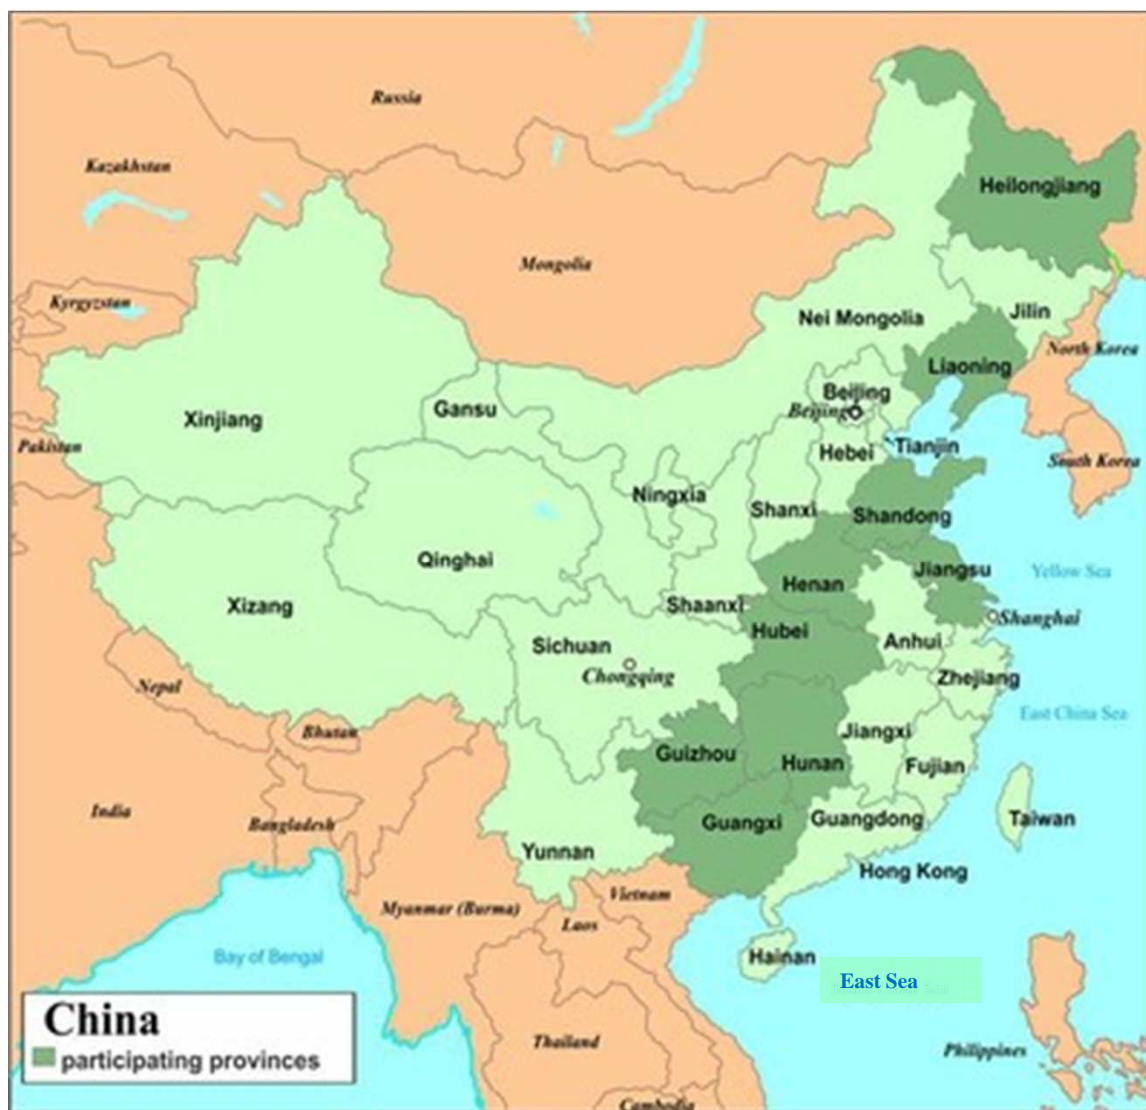 Russia
Kazakhstan
Heilongjiang
Mongolia
Kyrgyzstan
Jilin
Nei Mongolia
North Korea
Liaoning
Beijing
Beijing
Gansu
Xinjiang
Pakistan
Tianjin
Hebei
South Korea
Ningxia
Shanxi
Shandong
Qinghai
Jiangsu
Yellow Sea
Henan
Xizang
Shaanxi
Shanghai
Hubei
Anhui
Sichuan
Chongqing
Zhejiang
Nepal
East China Sea
Bhutan
Jiangxi
Guizhou
Hunan
Fujian
India
Bangladesh
Guangxi
Guangdong
Taiwan
Yunnan
Hong Kong
Vietnam
Myanmar (Burma)
Laos
Bay of Bengal
Hainan
East Sea
China
participating provinces
Thailand
Philippines
Cambodia